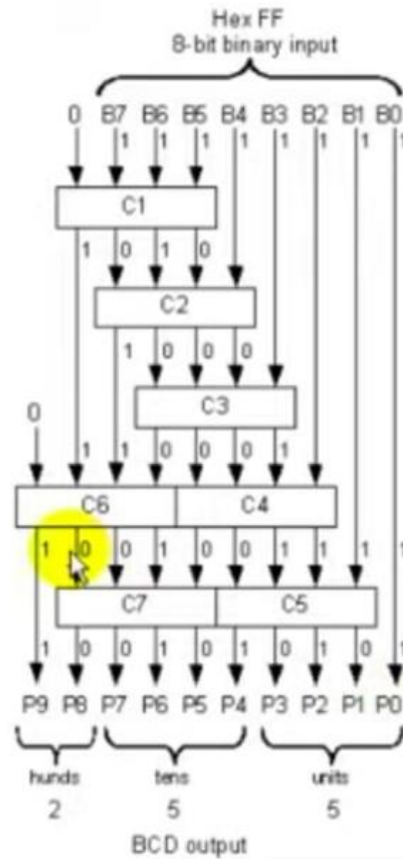 Hex FF
8-bit binary input
0 B7 B6 B5 B4 B3 B2 B1 B0
1 1 1 1 1 1 1 1
C1
1 0 1 0
C2
1 0 0 0
C3
0
1 1 0 0 0 1
C6 C4
1 0 0 1 0 0 1 1 1 1
C7 C5
1 0 0 1 0 1 0 1 0 1
P9 P8 P7 P6 P5 P4 P3 P2 P1 P0
hunds tens units
2 5 5
BCD output